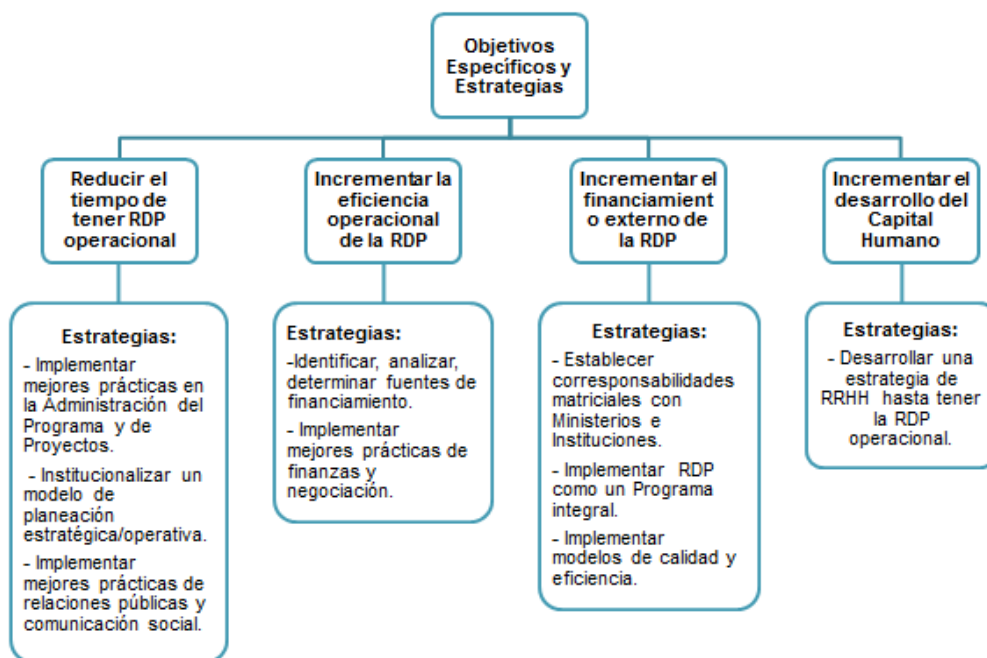 Objetivos
Específicos y
Estrategias
Reducir el
tiempo de
tener RDP
operacional
Incrementar la
eficiencia
operacional
de la RDP
Incrementar el
financiamient
o externo de
la RDP
Incrementar el
desarrollo del
Capital
Humano
Estrategias:
- Implementar
mejores prácticas en
la Administración del
Programa y de
Proyectos.
- Institucionalizar un
modelo de
planeación
estratégica/operativa.
- Implementar
mejores prácticas de
relaciones públicas y
comunicación social.
Estrategias:
-Identificar, analizar,
determinar fuentes de
financiamiento.
- Implementar
mejores prácticas de
finanzas y
negociación.
Estrategias:
- Establecer
corresponsabilidades
matriciales con
Ministerios e
Instituciones.
- Implementar RDP
como un Programa
integral.
- Implementar
modelos de calidad y
eficiencia.
Estrategias:
- Desarrollar una
estrategia de
RRHH hasta tener
la RDP
operacional.